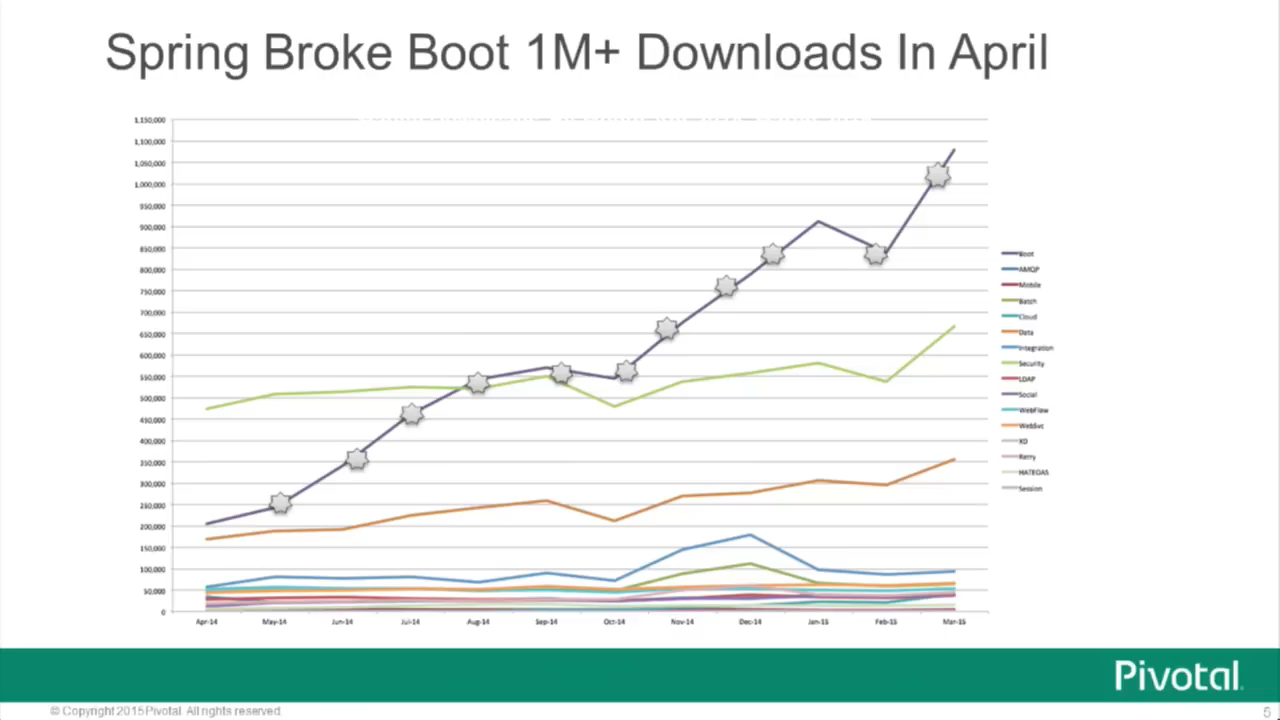 Spring Broke Boot 1M+ Downloads In April
1,150,000
1,100,000
1,050,000
1,000,000
950,000
900,000
850,000
800,000
750,000
700,000
650,000
600,000
550,000
500,000
450,000
400,000
350,000
300,000
250,000
200,000
150,000
100,000
50,000
0
Apr-14 May-14 Jun-14 Jul-14 Aug-14 Sep-14 Oct-14 Nov-14 Dec-14 Jan-15 Feb-15 Mar-15
Boot
AMQP
Mobile
Batch
Cloud
Data
Integration
Security
LDAP
Social
WebFlow
WebSvc
XD
Retry
HATEOAS
Session
Pivotal
© Copyright 2015 Pivotal. All rights reserved.
5